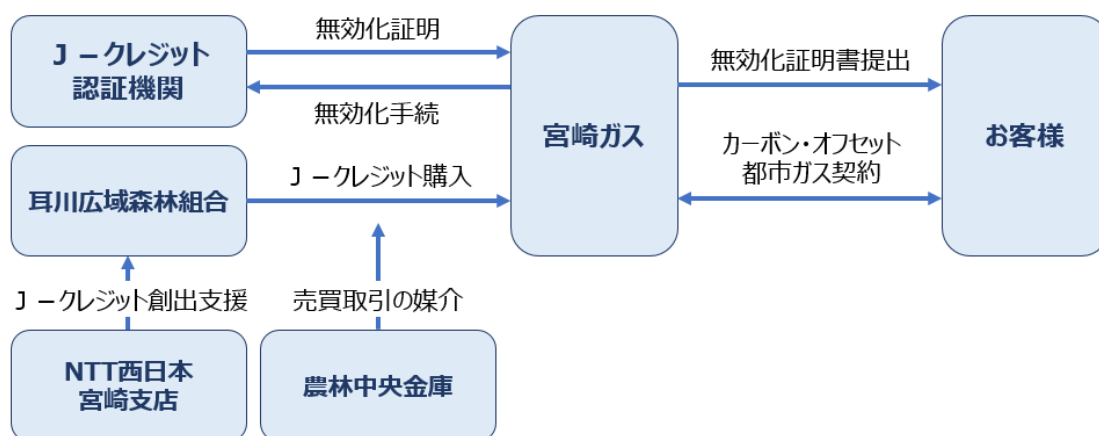 J－クレジット
認証機関
無効化証明
無効化手続
宮崎ガス
無効化証明書提出
カーボン・オフセット
都市ガス契約
お客様
耳川広域森林組合
J－クレジット購入
J－クレジット創出支援
売買取引の媒介
NTT西日本
宮崎支店
農林中央金庫